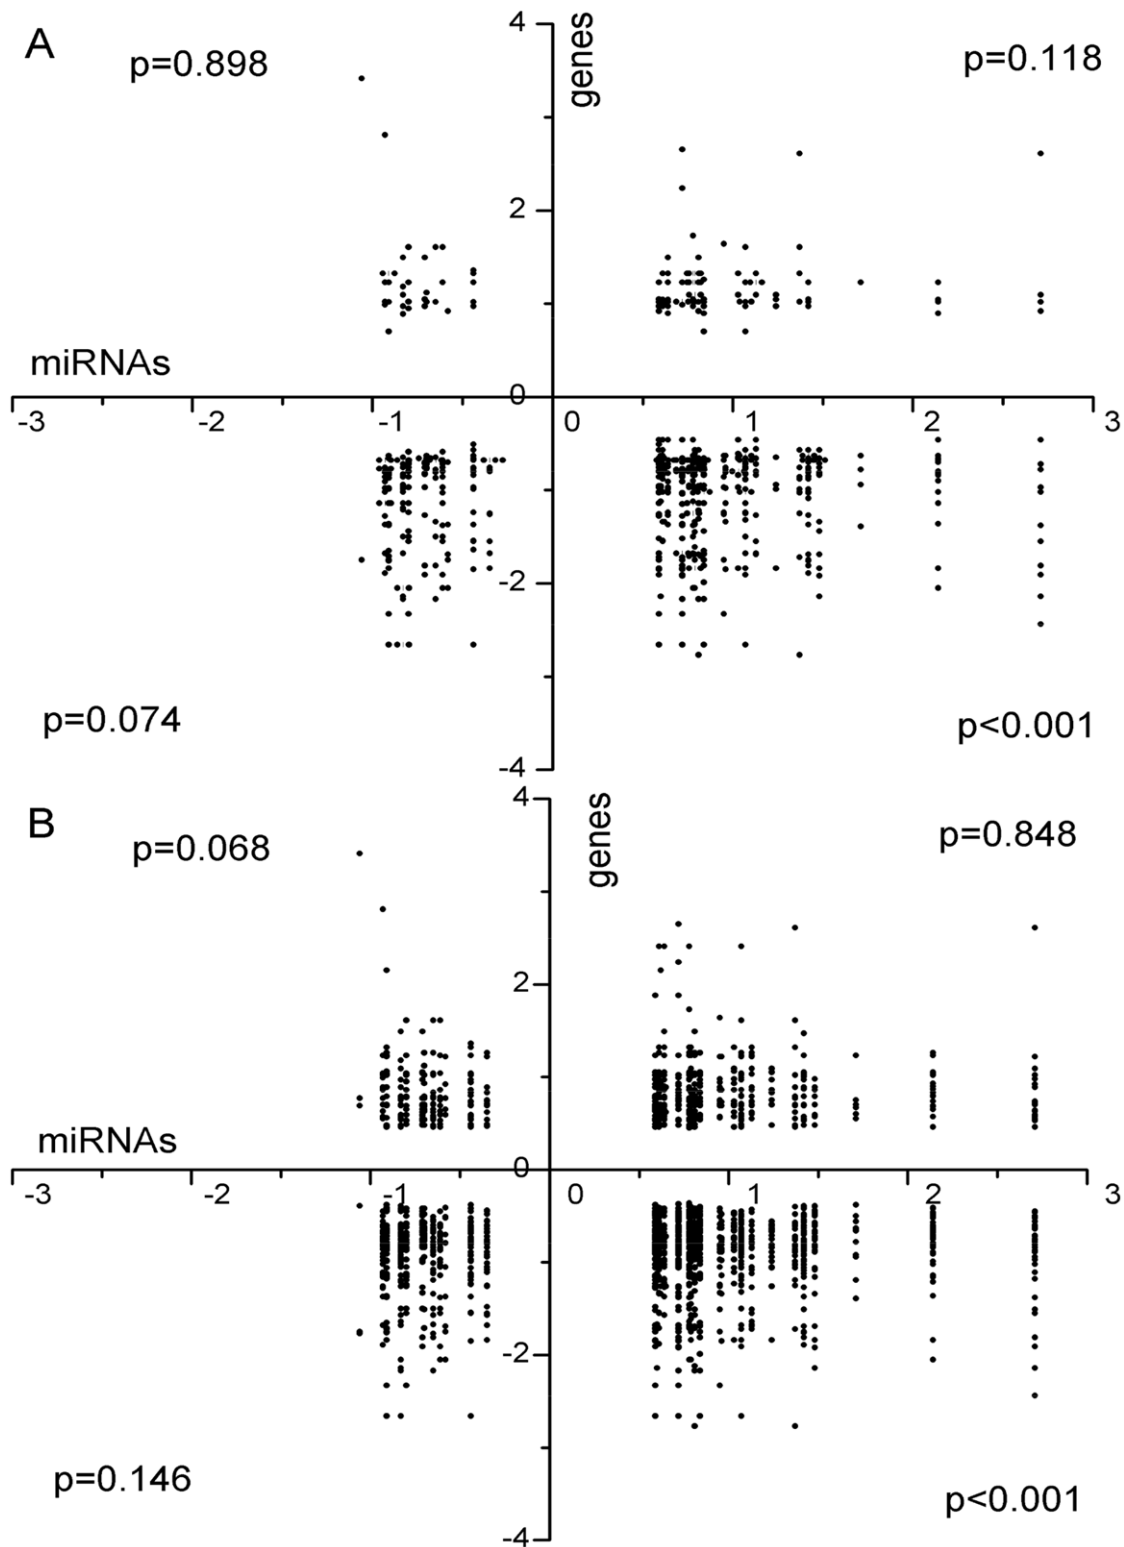 A
p=0.898
4
genes
p=0.118
2
miRNAs
0
-3
-2
-1
0
1
2
3
-2
p=0.074
p<0.001
-4
B
p=0.068
4
genes
p=0.848
2
miRNAs
0
-3
-2
-1
0
1
2
3
-2
p=0.146
p<0.001
-4